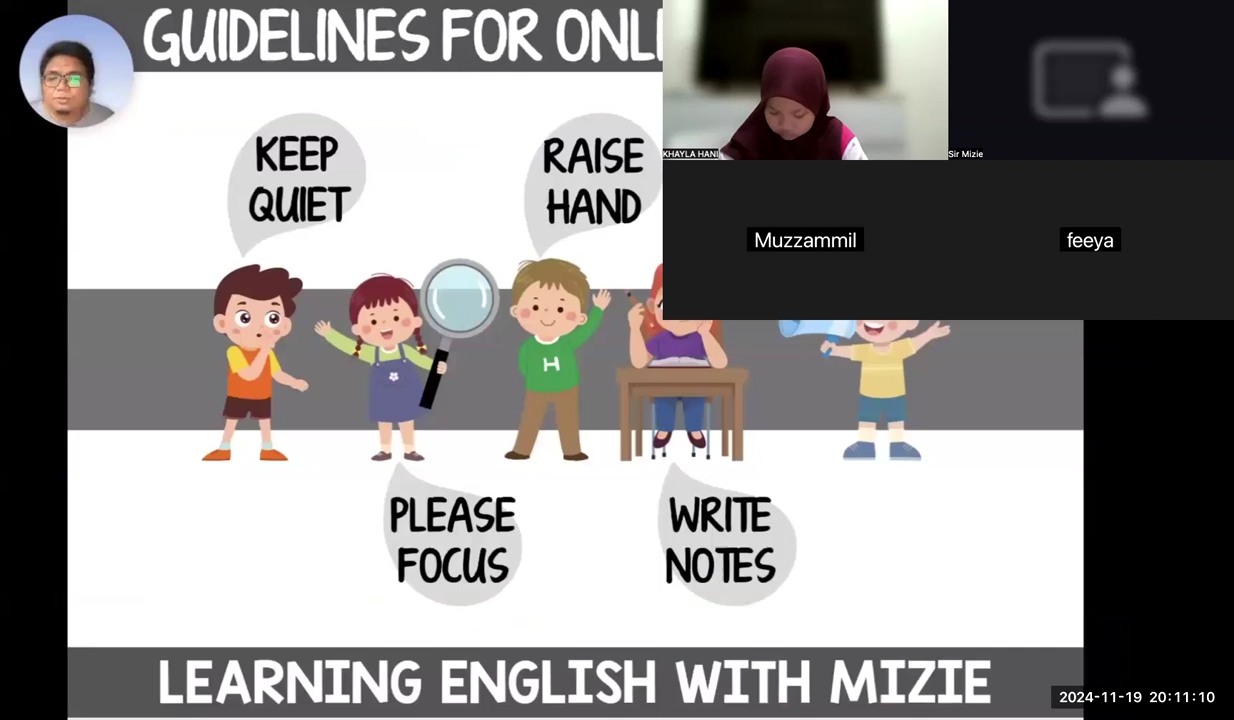 GUIDELINES FOR ONLI
KEEP
QUIET
RAISE
HAND
KHAYLA HANI
Sir Mizie
Muzzammil
feeya
H
PLEASE
FOCUS
WRITE
NOTES
LEARNING ENGLISH WITH MIZIE
2024-11-19 20:11:10